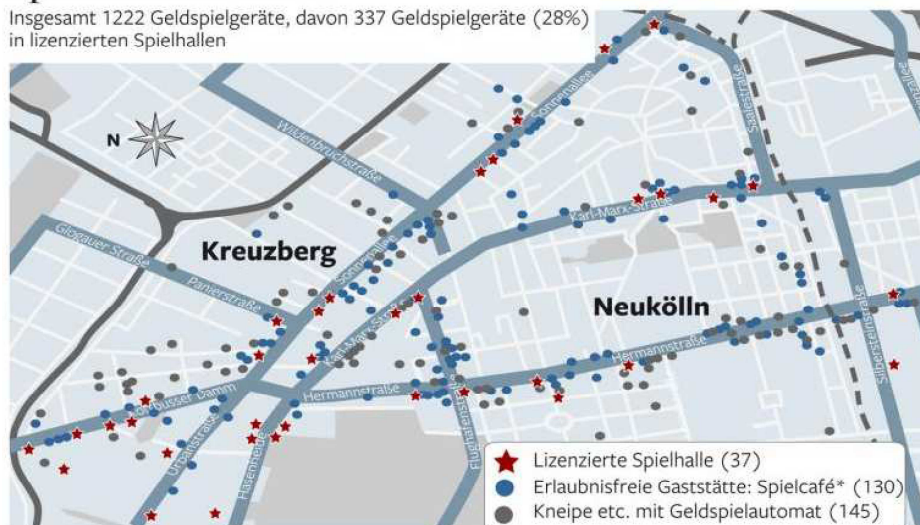 Insgesamt 1222 Geldspielgeräte, davon 337 Geldspielgeräte (28%)
in lizenzierten Spielhallen
N
Wildenbruchstraße
Sonnenallee
Saalestraße
Glogauer Straße
Kreuzberg
Karl-Marx-Straße
Panierstraße
Sonnenallee
Neukölln
Karl-Marx-Straße
Hermannstraße
Silbersteinstraße
Hermannstraße
Damm
Urbanstraße
Hasenheide
Flughafenstraße
Lizenzierte Spielhalle (37)
Erlaubnisfreie Gaststätte: Spielcafé* (130)
Kneipe etc. mit Geldspielautomat (145)